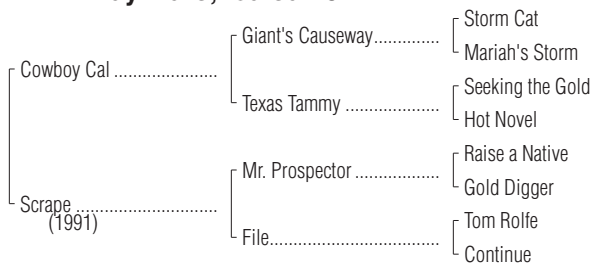 Giant's Causeway..............
Storm Cat
Mariah's Storm
Cowboy Cal ......................
Texas Tammy ....................
Seeking the Gold
Hot Novel
Mr. Prospector ..................
Raise a Native
Gold Digger
Scrape ..............................
(1991)
File....................................
Tom Rolfe
Continue